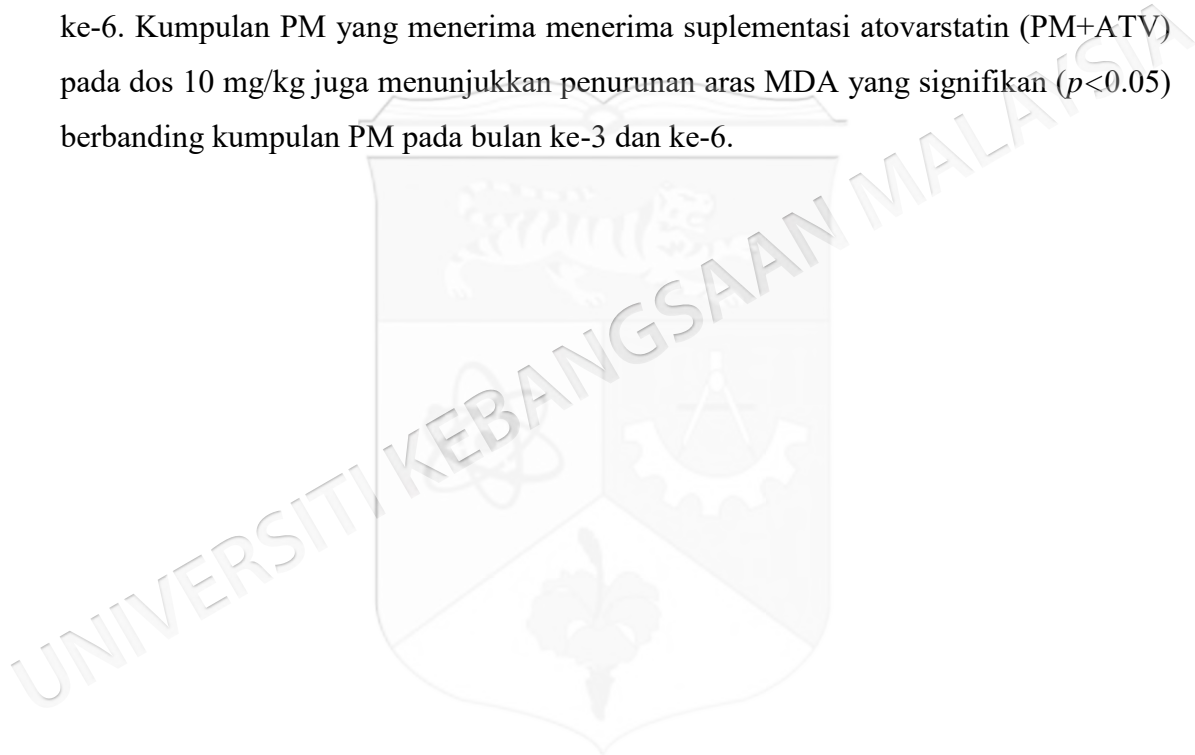 ke-6. Kumpulan PM yang menerima menerima suplementasi atovarstatin (PM+ATV)
pada dos 10 mg/kg juga menunjukkan penurunan aras MDA yang signifikan (p<0.05)
berbanding kumpulan PM pada bulan ke-3 dan ke-6.
UNIVERSITI KEBANGSAAN MALAYSIA